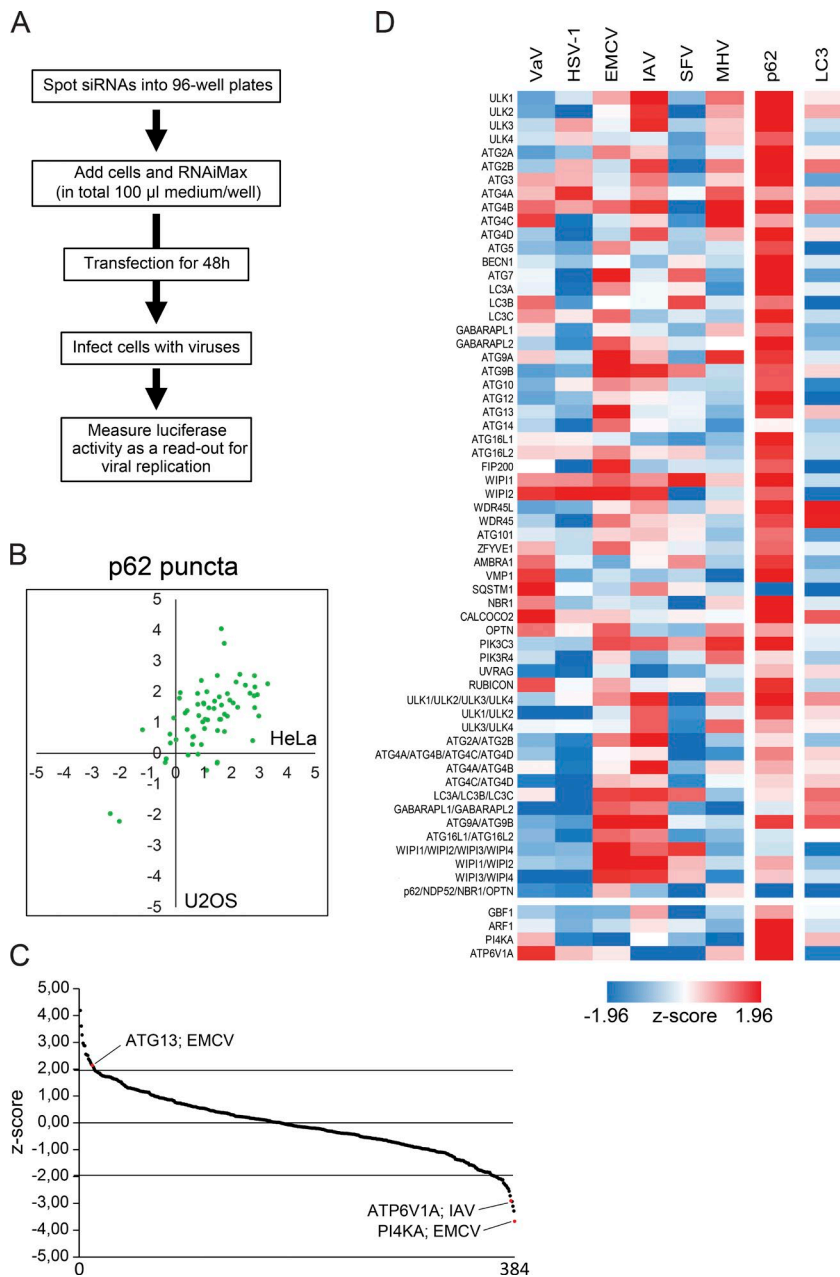 A
Spot siRNAs into 96-well plates
Add cells and RNAiMax
(in total 100 µl medium/well)
Transfection for 48h
Infect cells with viruses
Measure luciferase
activity as a read-out for
viral replication
B
p62 puncta
5
4
3
2
1
0
HeLa
-5 -4 -3 -2 -1 0 1 2 3 4 5
-1
-2
-3
-4
-5
U2OS
C
z-score
5,00
4,00
3,00
2,00
1,00
0,00
-1,00
-2,00
-3,00
-4,00
-5,00
ATG13; EMCV
ATP6V1A; IAV
PI4KA; EMCV
0 384
D
VaV HSV-1 EMCV IAV SFV MHV p62 LC3
ULK1
ULK2
ULK3
ULK4
ATG2A
ATG2B
ATG3
ATG4A
ATG4B
ATG4C
ATG4D
ATG5
BECN1
ATG7
LC3A
LC3B
LC3C
GABARAPL1
GABARAPL2
ATG9A
ATG9B
ATG10
ATG12
ATG13
ATG14
ATG16L1
ATG16L2
FIP200
WIPI1
WIPI2
WDR45L
WDR45
ATG101
ZFYVE1
AMBRA1
VMP1
SQSTM1
NBR1
CALCOCO2
OPTN
PIK3C3
PIK3R4
UVRAG
RUBICON
ULK1/ULK2/ULK3/ULK4
ULK1/ULK2
ULK3/ULK4
ATG2A/ATG2B
ATG4A/ATG4B/ATG4C/ATG4D
ATG4A/ATG4B
ATG4C/ATG4D
LC3A/LC3B/LC3C
GABARAPL1/GABARAPL2
ATG9A/ATG9B
ATG16L1/ATG16L2
WIPI1/WIPI2/WIPI3/WIPI4
WIPI1/WIPI2
WIPI3/WIPI4
p62/NDP52/NBR1/OPTN
GBF1
ARF1
PI4KA
ATP6V1A
-1.96 z-score 1.96